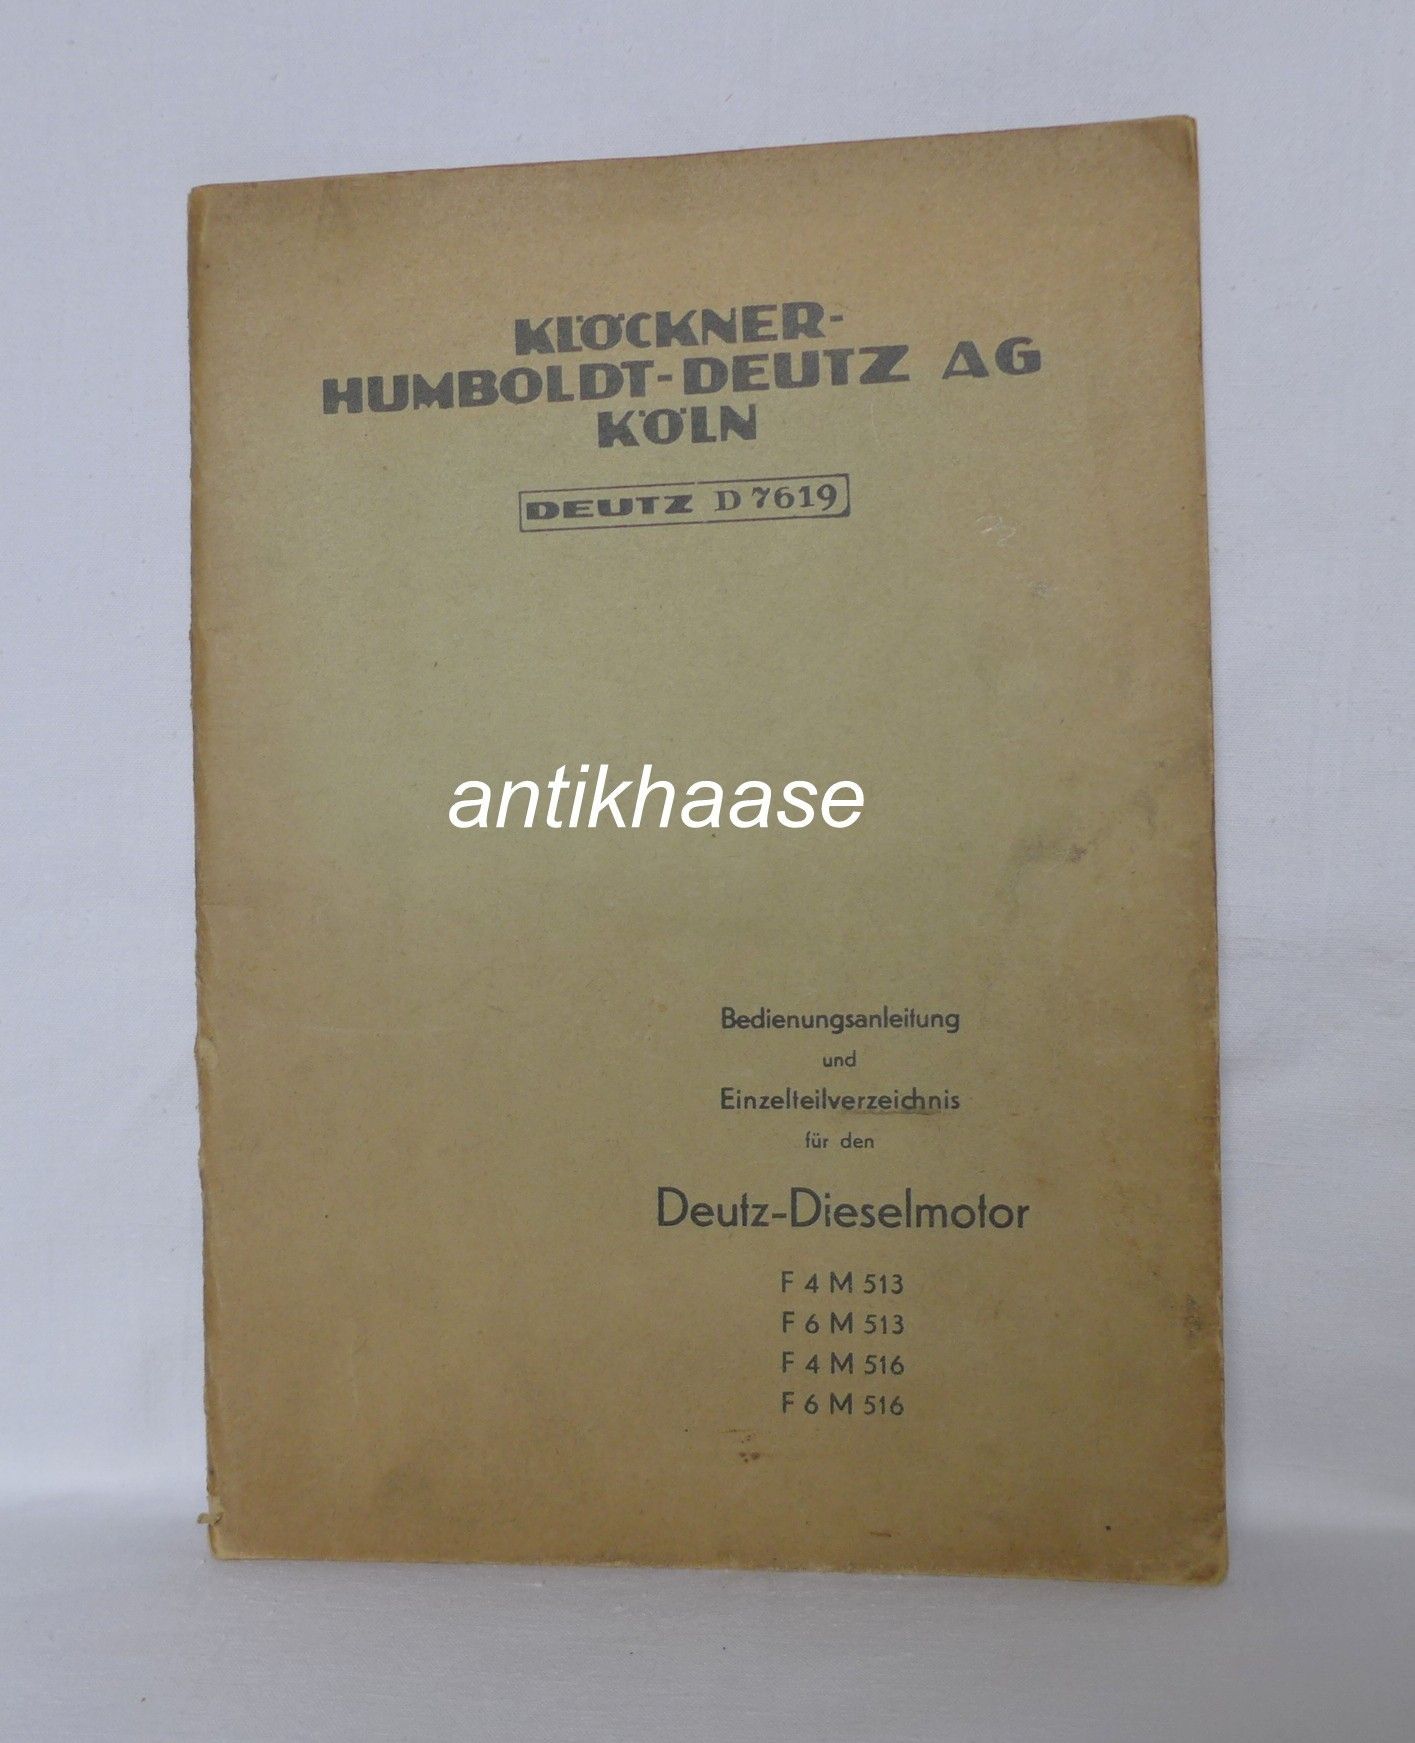 KLÖCKNER-
HUMBOLDT-DEUTZ AG
KÖLN
DEUTZ D 7619
antikhaase
Bedienungsanleitung
und
Einzelteilverzeichnis
für den
Deutz-Dieselmotor
F 4 M 513
F 6 M 513
F 4 M 516
F 6 M 516